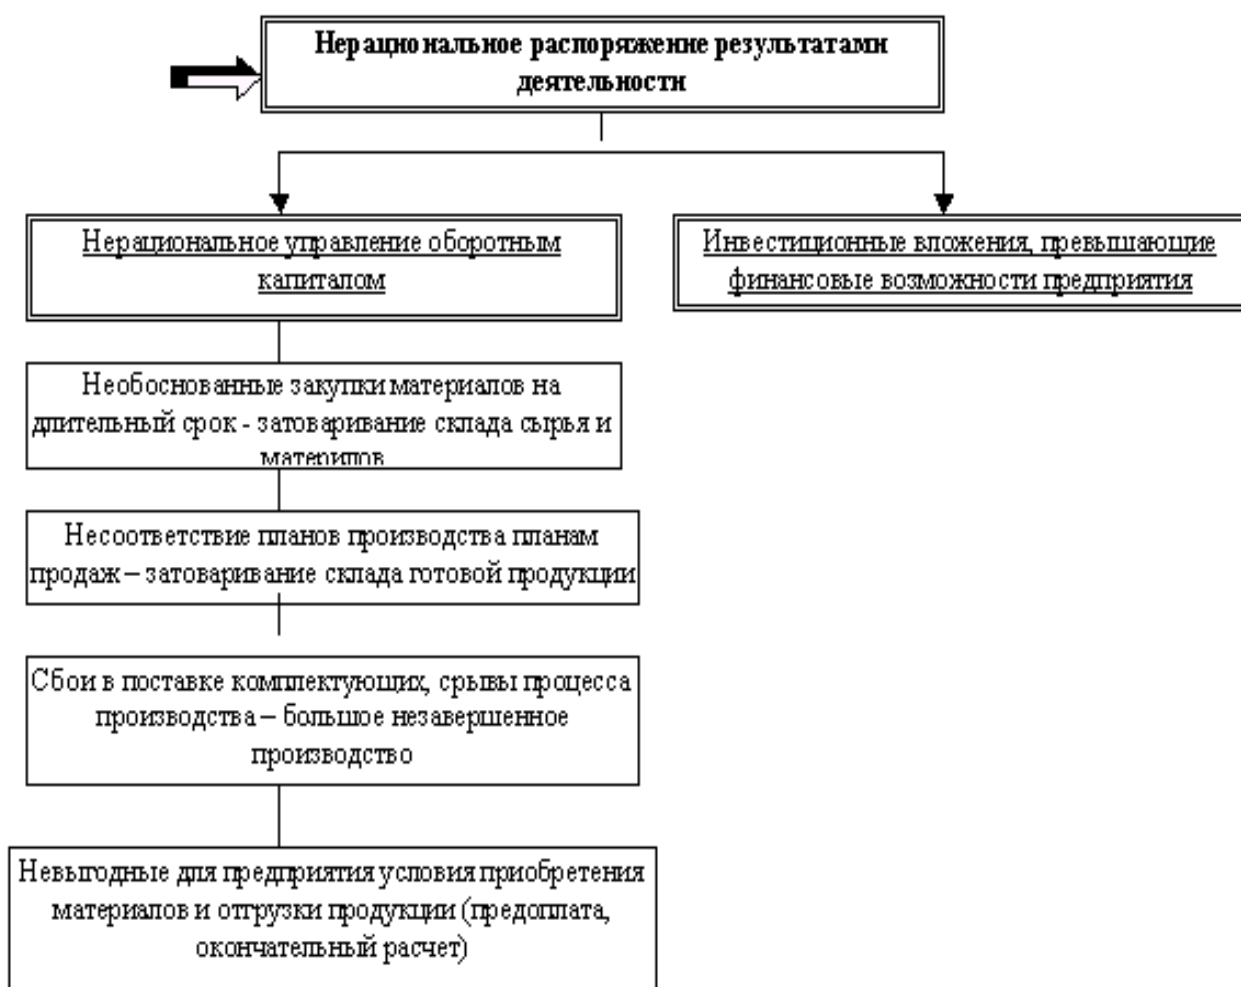 Нерациональное распоряжение результатами
деятельности
Нерациональное управление оборотным
капиталом
Инвестиционные вложения, превышающие
финансовые возможности предприятия
Необоснованные закупки материалов на
длительный срок - затоваривание склада сырья и
материлов
Несоответствие планов производства планам
продаж – затоваривание склада готовой продукции
Сбои в поставке комплектующих, срывы процесса
производства – большое незавершенное
производство
Невыгодные для предприятия условия приобретения
материалов и отгрузки продукции (предоплата,
окончательный расчет)